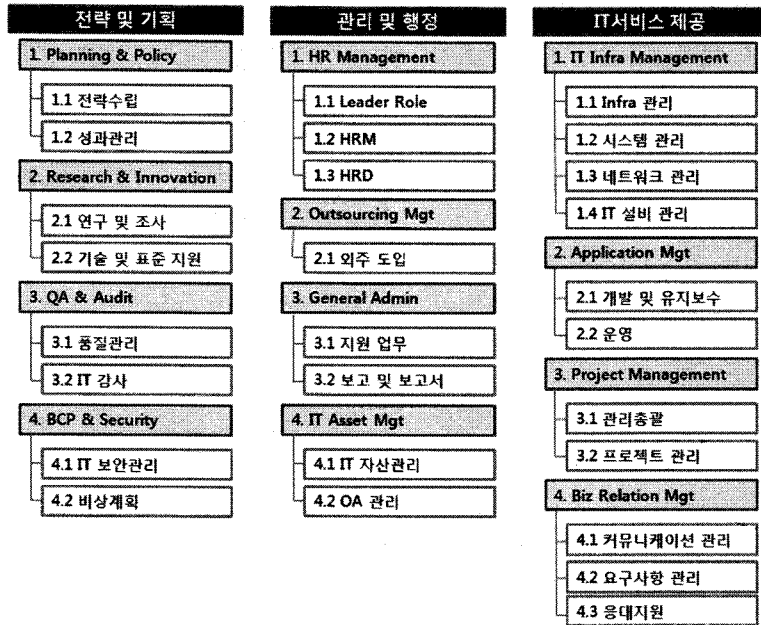 전략 및 기획
1. Planning & Policy
1.1 전략수립
1.2 성과관리
2. Research & Innovation
2.1 연구 및 조사
2.2 기술 및 표준 지원
3. QA & Audit
3.1 품질관리
3.2 IT 감사
4. BCP & Security
4.1 IT 보안관리
4.2 비상계획
관리 및 행정
1. HR Management
1.1 Leader Role
1.2 HRM
1.3 HRD
2. Outsourcing Mgt
2.1 외주 도입
3. General Admin
3.1 지원 업무
3.2 보고 및 보고서
4. IT Asset Mgt
4.1 IT 자산관리
4.2 OA 관리
IT서비스 제공
1. IT Infra Management
1.1 Infra 관리
1.2 시스템 관리
1.3 네트워크 관리
1.4 IT 설비 관리
2. Application Mgt
2.1 개발 및 유지보수
2.2 운영
3. Project Management
3.1 관리총괄
3.2 프로젝트 관리
4. Biz Relation Mgt
4.1 커뮤니케이션 관리
4.2 요구사항 관리
4.3 응대지원